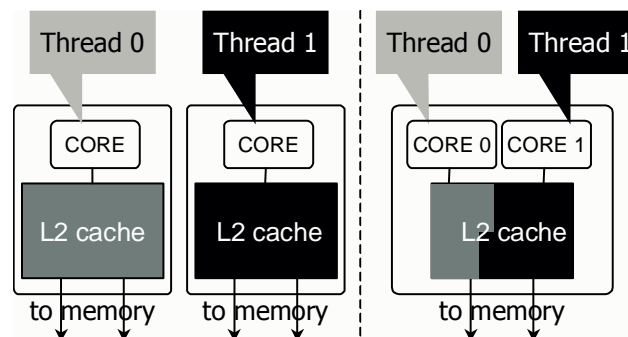 Thread 0
Thread 1
Thread 0
Thread 1
CORE
CORE
CORE 0
CORE 1
L2 cache
L2 cache
L2 cache
to memory
to memory
to memory